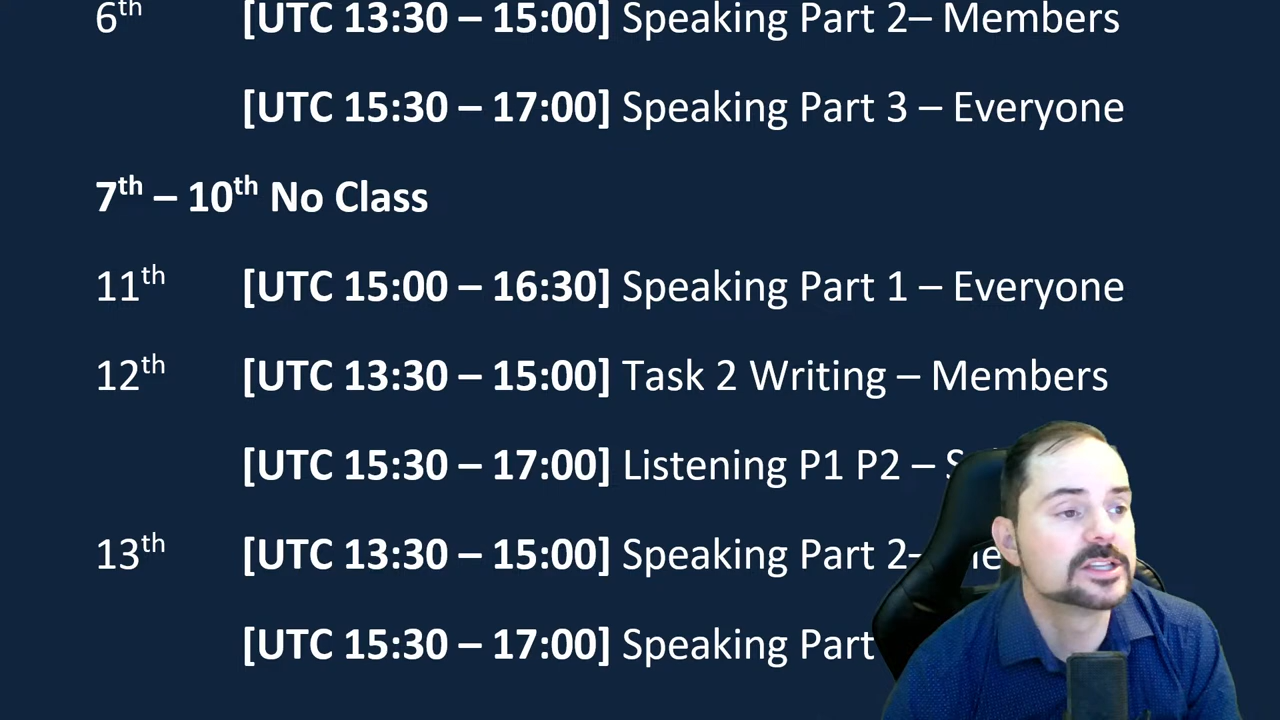 6th [UTC 13:30 – 15:00] Speaking Part 2– Members
[UTC 15:30 – 17:00] Speaking Part 3 – Everyone
7th – 10th No Class
11th [UTC 15:00 – 16:30] Speaking Part 1 – Everyone
12th [UTC 13:30 – 15:00] Task 2 Writing – Members
[UTC 15:30 – 17:00] Listening P1 P2 –
13th [UTC 13:30 – 15:00] Speaking Part 2–
[UTC 15:30 – 17:00] Speaking Part